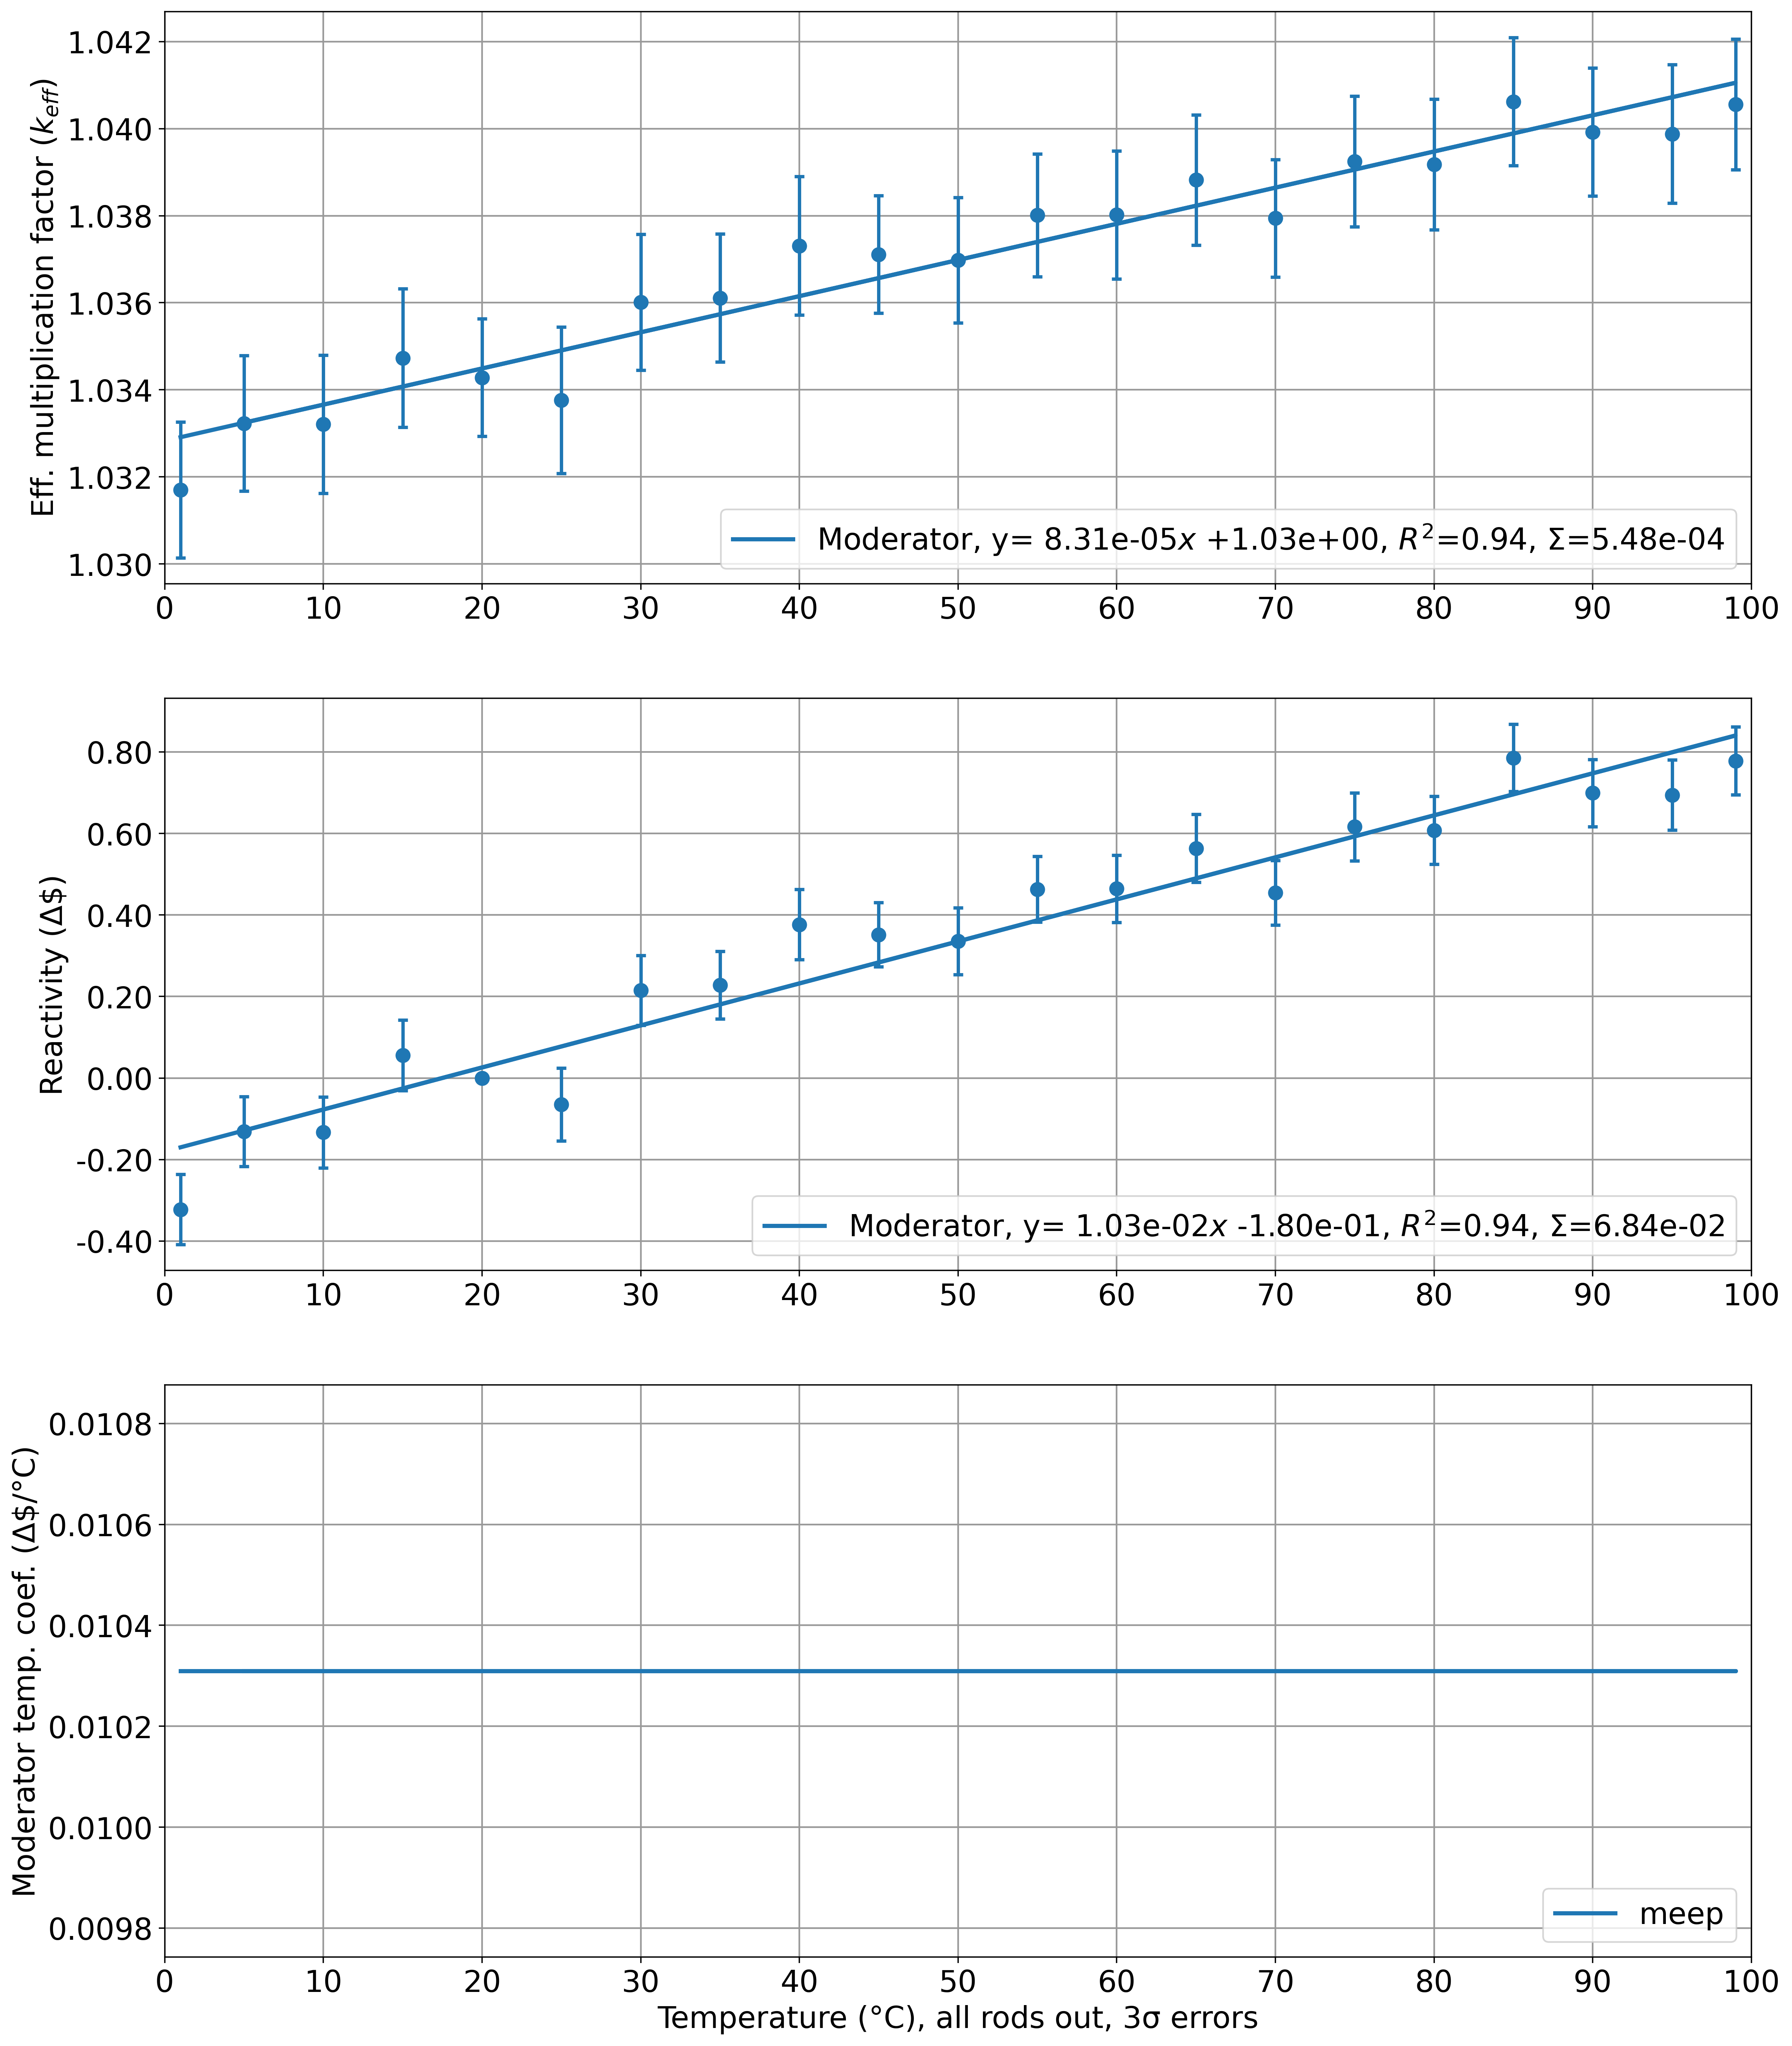 Eff. multiplication factor (k_eff)
1.042
1.040
1.038
1.036
1.034
1.032
1.030
Moderator, y= 8.31e-05x +1.03e+00, R²=0.94, Σ=5.48e-04
0 10 20 30 40 50 60 70 80 90 100
Reactivity (Δ$)
0.80
0.60
0.40
0.20
0.00
-0.20
-0.40
Moderator, y= 1.03e-02x -1.80e-01, R²=0.94, Σ=6.84e-02
0 10 20 30 40 50 60 70 80 90 100
Moderator temp. coef. (Δ$/°C)
0.0108
0.0106
0.0104
0.0102
0.0100
0.0098
meep
0 10 20 30 40 50 60 70 80 90 100
Temperature (°C), all rods out, 3σ errors